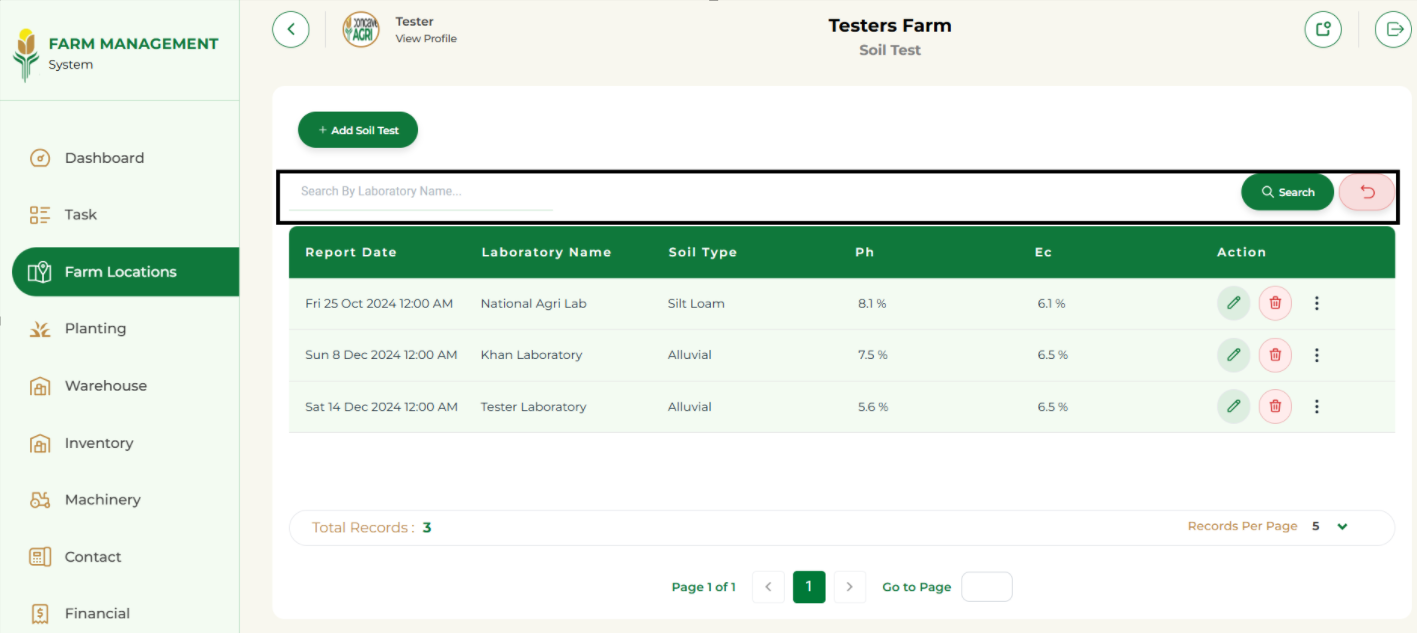 FARM MANAGEMENT
System
Dashboard
Task
Farm Locations
Planting
Warehouse
Inventory
Machinery
Contact
Financial
concave
AGRI
Tester
View Profile
Testers Farm
Soil Test
+ Add Soil Test
Search By Laboratory Name...
Search
Report Date Laboratory Name Soil Type Ph Ec Action
Fri 25 Oct 2024 12:00 AM National Agri Lab Silt Loam 8.1 % 6.1 %
Sun 8 Dec 2024 12:00 AM Khan Laboratory Alluvial 7.5 % 6.5 %
Sat 14 Dec 2024 12:00 AM Tester Laboratory Alluvial 5.6 % 6.5 %
Total Records : 3 Records Per Page 5
Page 1 of 1 < 1 > Go to Page